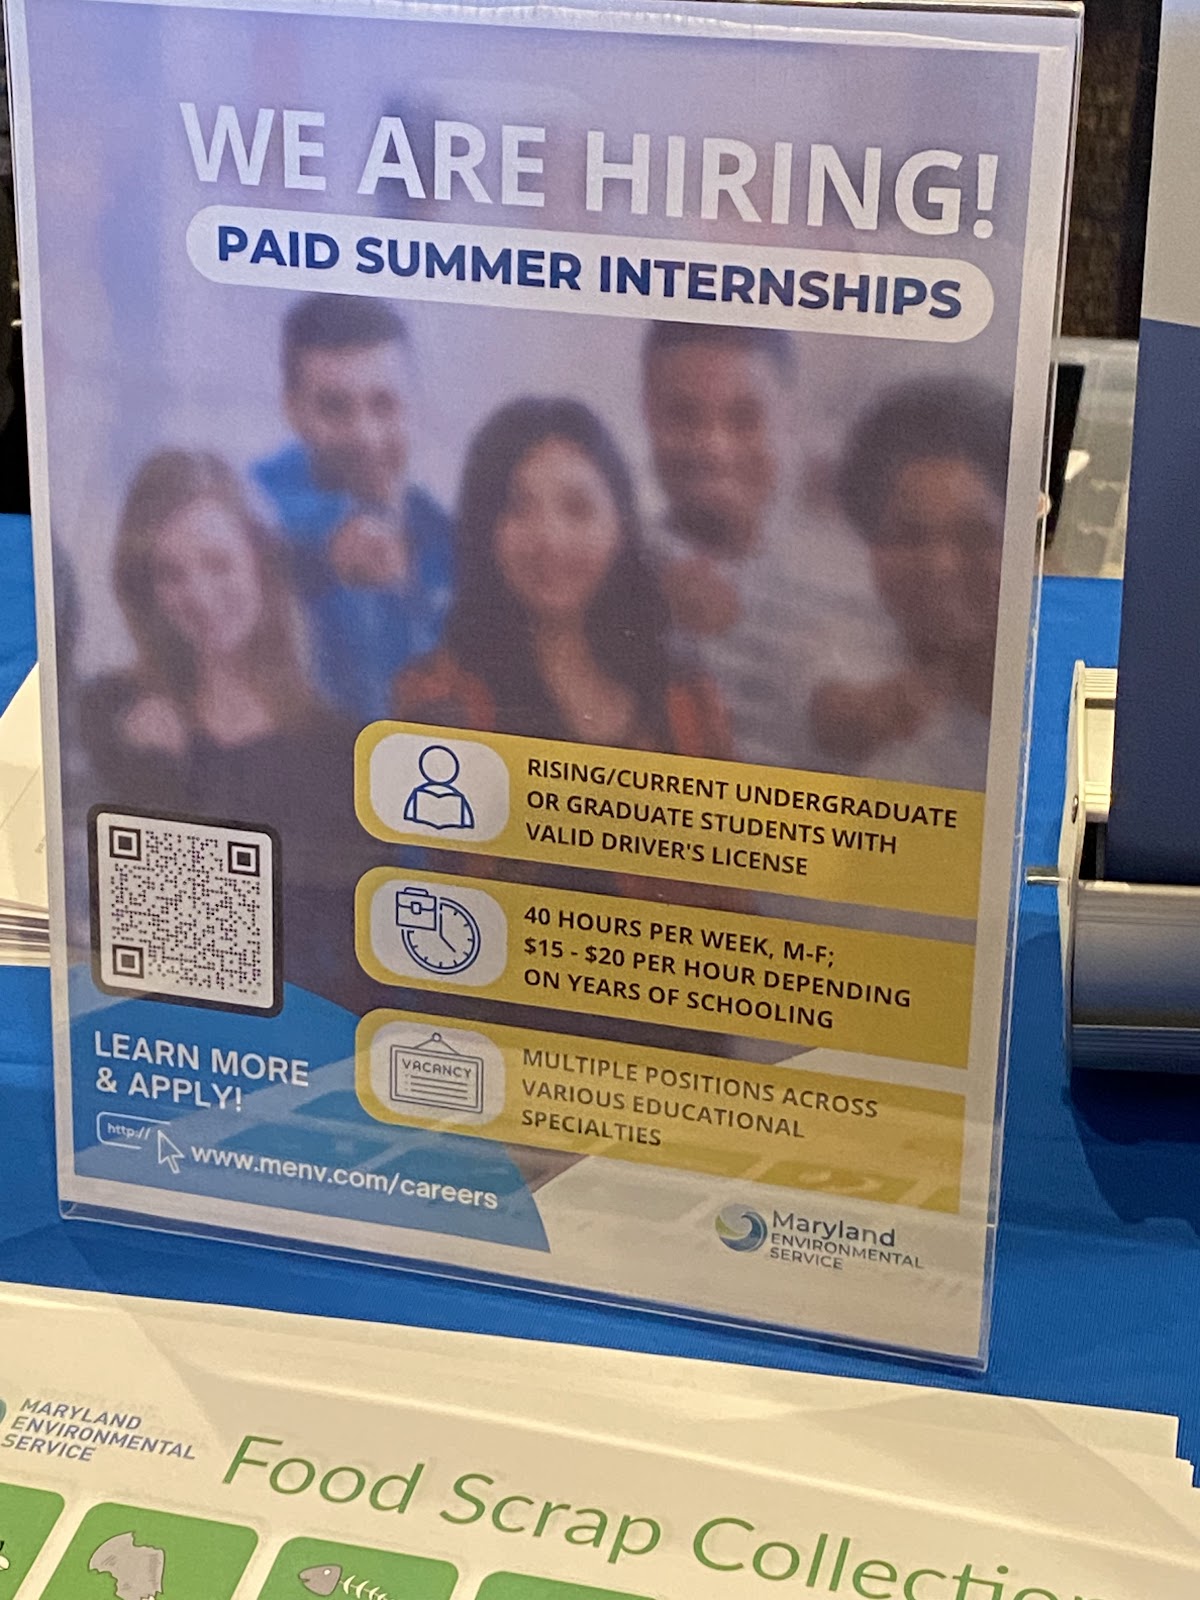 WE ARE HIRING!
PAID SUMMER INTERNSHIPS
RISING/CURRENT UNDERGRADUATE
OR GRADUATE STUDENTS WITH
VALID DRIVER'S LICENSE
40 HOURS PER WEEK, M-F;
$15 - $20 PER HOUR DEPENDING
ON YEARS OF SCHOOLING
VACANCY
MULTIPLE POSITIONS ACROSS
VARIOUS EDUCATIONAL
SPECIALTIES
LEARN MORE
& APPLY!
http://
www.menv.com/careers
Maryland
ENVIRONMENTAL
SERVICE
MARYLAND
ENVIRONMENTAL
SERVICE
Food Scrap Collectio